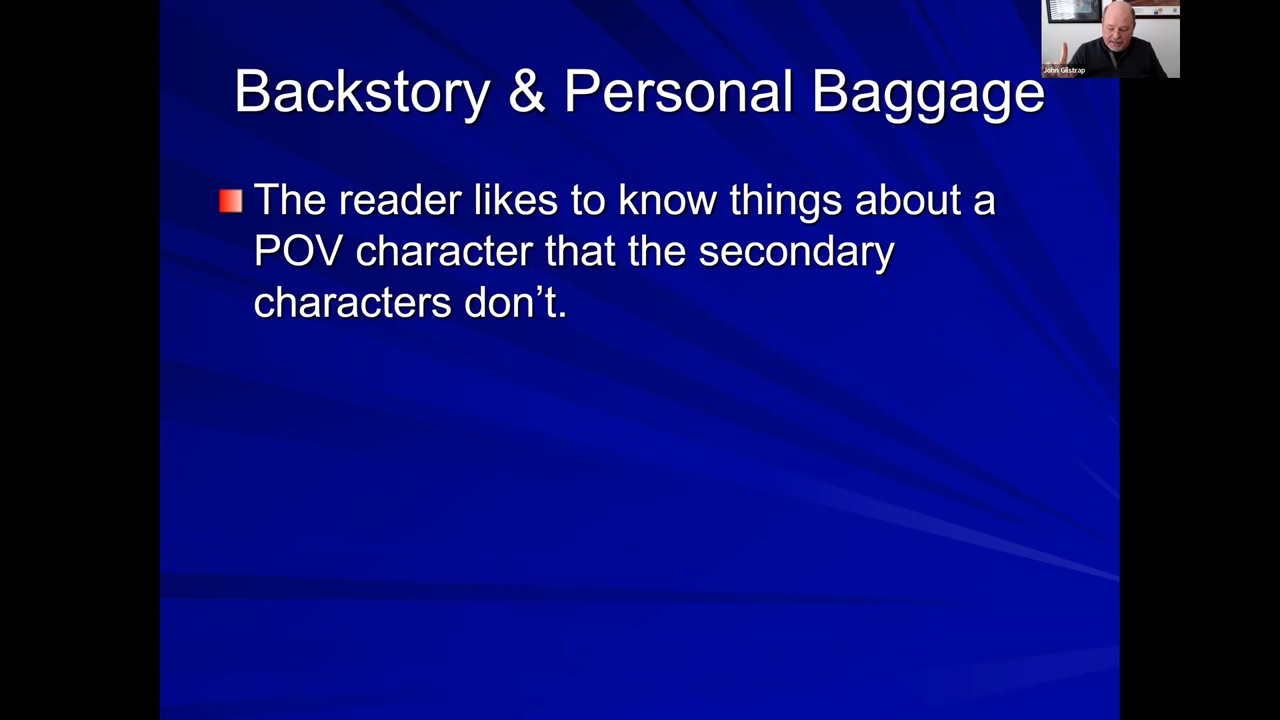 Backstory & Personal Baggage
John Gilstrap
The reader likes to know things about a
POV character that the secondary
characters don’t.